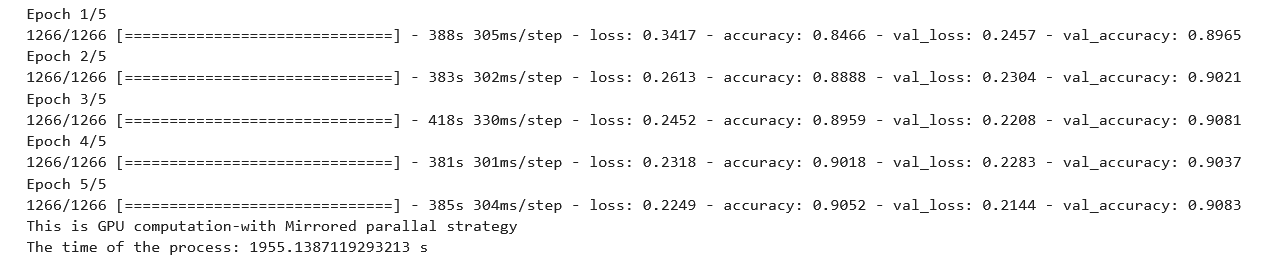 Epoch 1/5
1266/1266 [==============================] - 388s 305ms/step - loss: 0.3417 - accuracy: 0.8466 - val_loss: 0.2457 - val_accuracy: 0.8965
Epoch 2/5
1266/1266 [==============================] - 383s 302ms/step - loss: 0.2613 - accuracy: 0.8888 - val_loss: 0.2304 - val_accuracy: 0.9021
Epoch 3/5
1266/1266 [==============================] - 418s 330ms/step - loss: 0.2452 - accuracy: 0.8959 - val_loss: 0.2208 - val_accuracy: 0.9081
Epoch 4/5
1266/1266 [==============================] - 381s 301ms/step - loss: 0.2318 - accuracy: 0.9018 - val_loss: 0.2283 - val_accuracy: 0.9037
Epoch 5/5
1266/1266 [==============================] - 385s 304ms/step - loss: 0.2249 - accuracy: 0.9052 - val_loss: 0.2144 - val_accuracy: 0.9083
This is GPU computation-with Mirrored parallal strategy
The time of the process: 1955.1387119293213 s